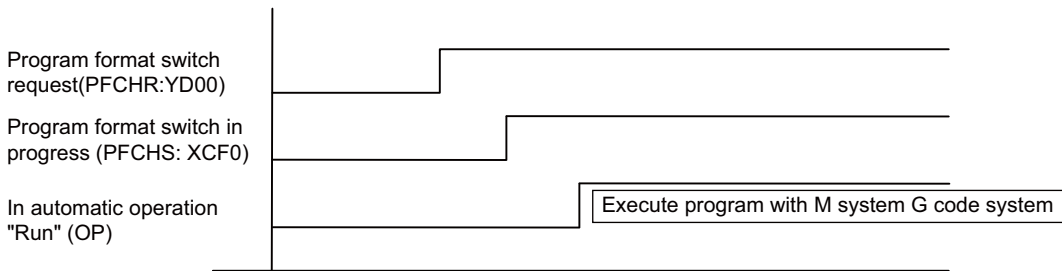 Program format switch
request(PFCHR:YD00)
Program format switch in
progress (PFCHS: XCF0)
In automatic operation
"Run" (OP)
Execute program with M system G code system